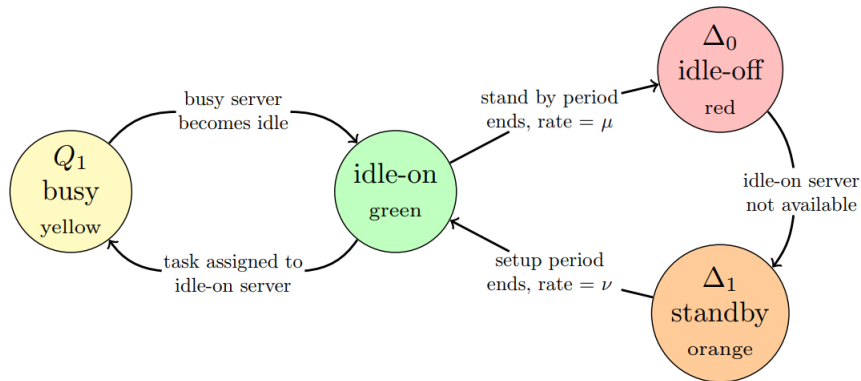 Q₁
busy
yellow
busy server
becomes idle
task assigned to
idle-on server
idle-on
green
stand by period
ends, rate = μ
setup period
ends, rate = ν
Δ₀
idle-off
red
idle-on server
not available
Δ₁
standby
orange